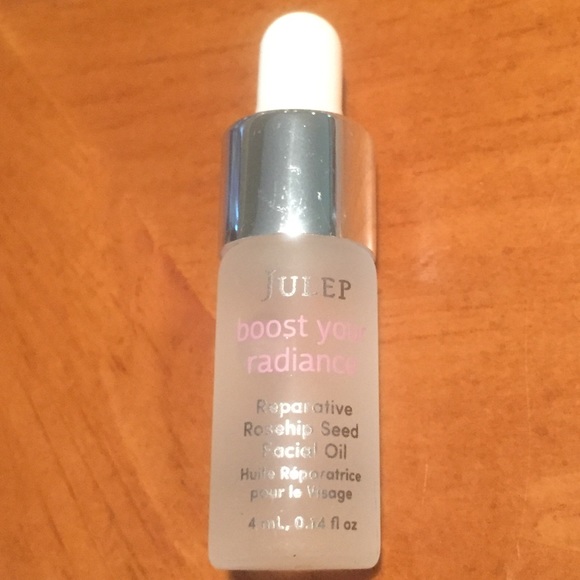 JULEP
boost your
radiance
Reparative
Rosehip Seed
Facial Oil
Huile Réparatrice
pour le Visage
4 mL, 0.14 fl oz